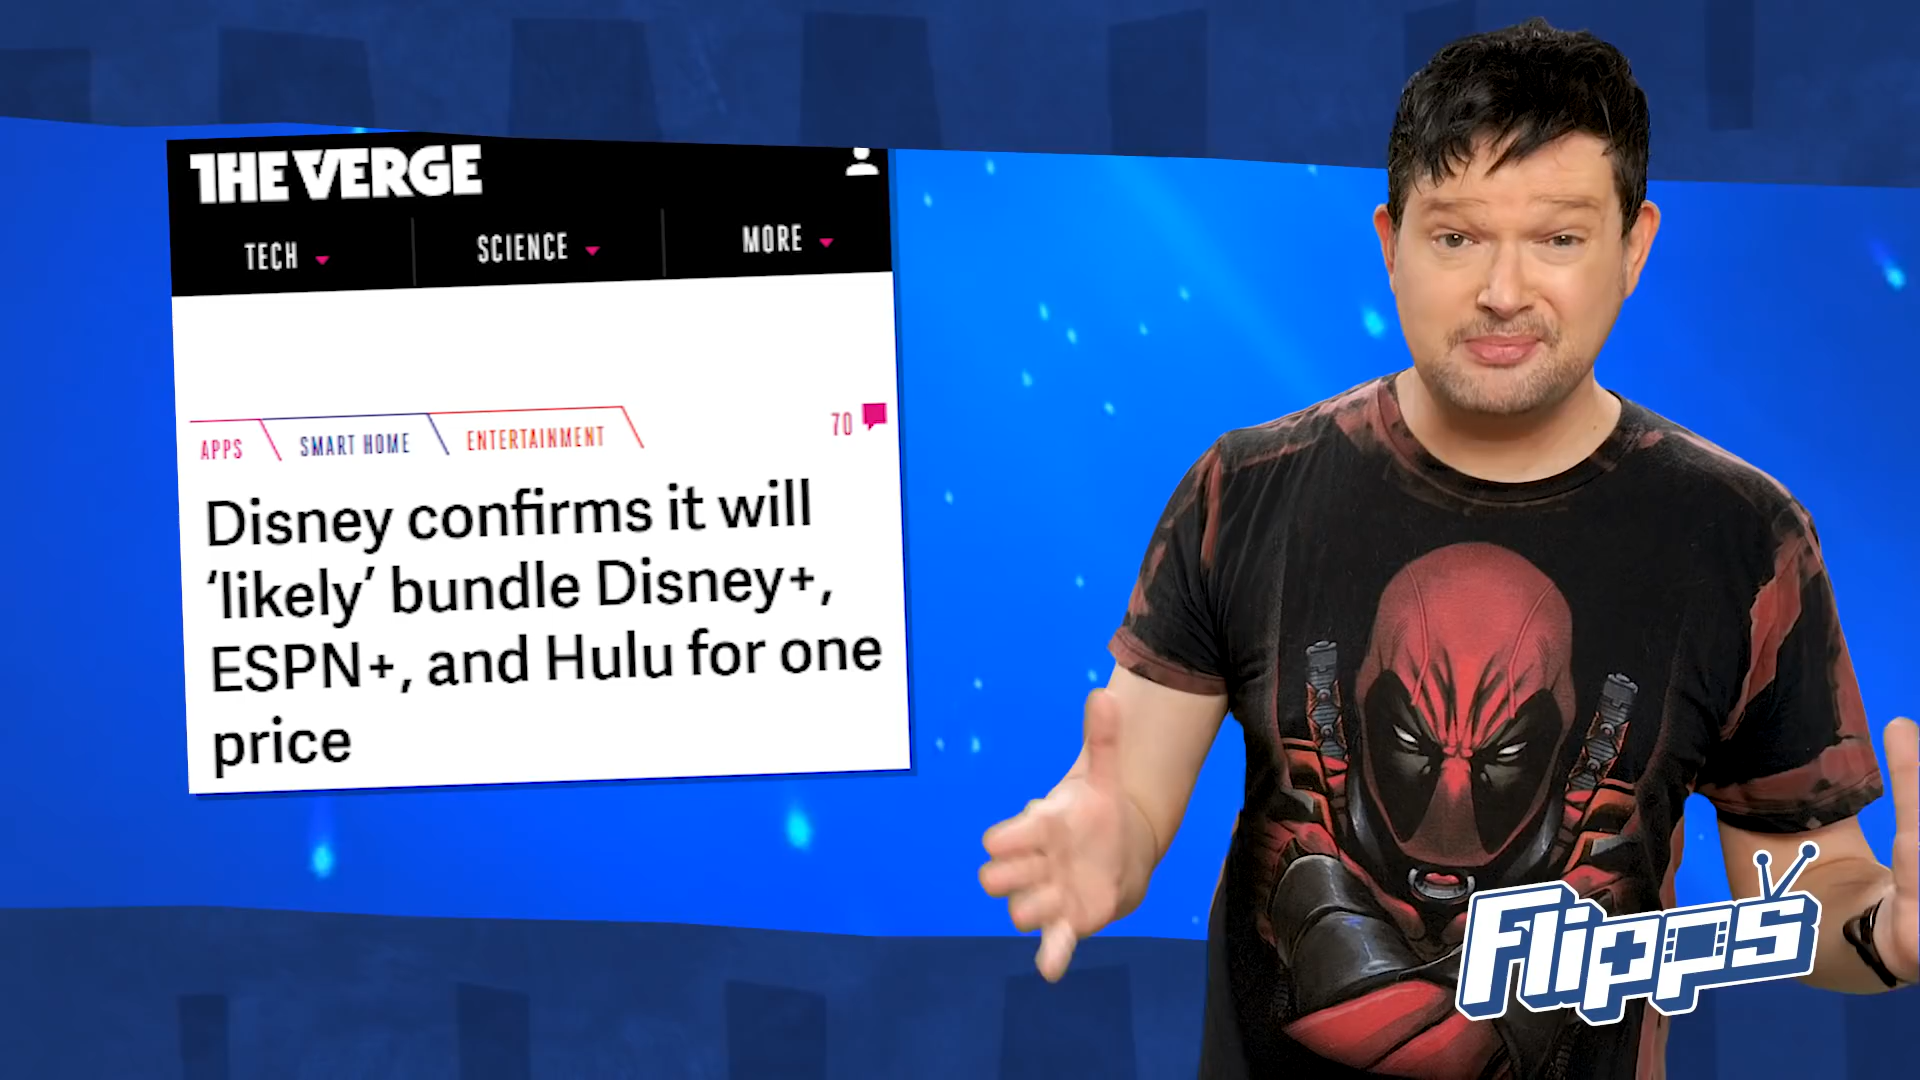 THE VERGE
TECH
SCIENCE
MORE
APPS
SMART HOME
ENTERTAINMENT
70
Disney confirms it will
‘likely’ bundle Disney+,
ESPN+, and Hulu for one
price
Flipps